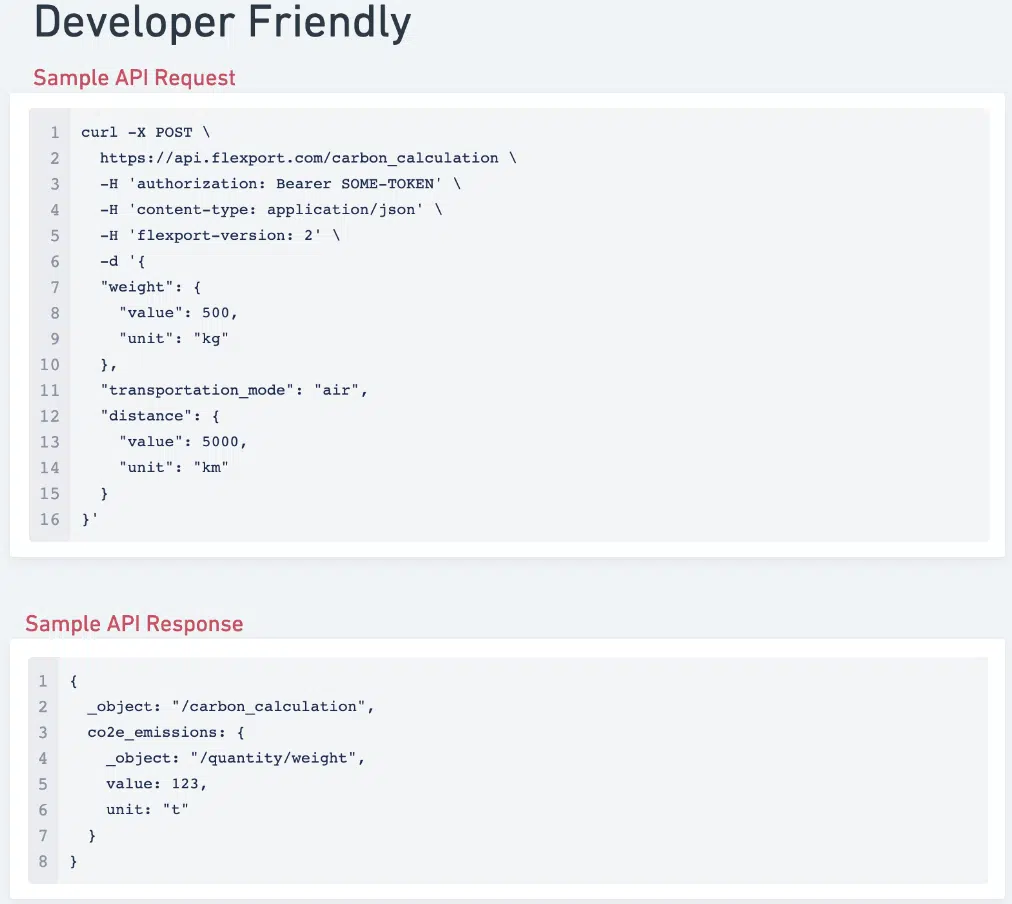 Developer Friendly
Sample API Request
1 curl -X POST \
2   https://api.flexport.com/carbon_calculation \
3   -H 'authorization: Bearer SOME-TOKEN' \
4   -H 'content-type: application/json' \
5   -H 'flexport-version: 2' \
6   -d '{
7   "weight": {
8     "value": 500,
9     "unit": "kg"
10   },
11   "transportation_mode": "air",
12   "distance": {
13     "value": 5000,
14     "unit": "km"
15   }
16 }'
Sample API Response
1 {
2   _object: "/carbon_calculation",
3   co2e_emissions: {
4     _object: "/quantity/weight",
5     value: 123,
6     unit: "t"
7   }
8 }